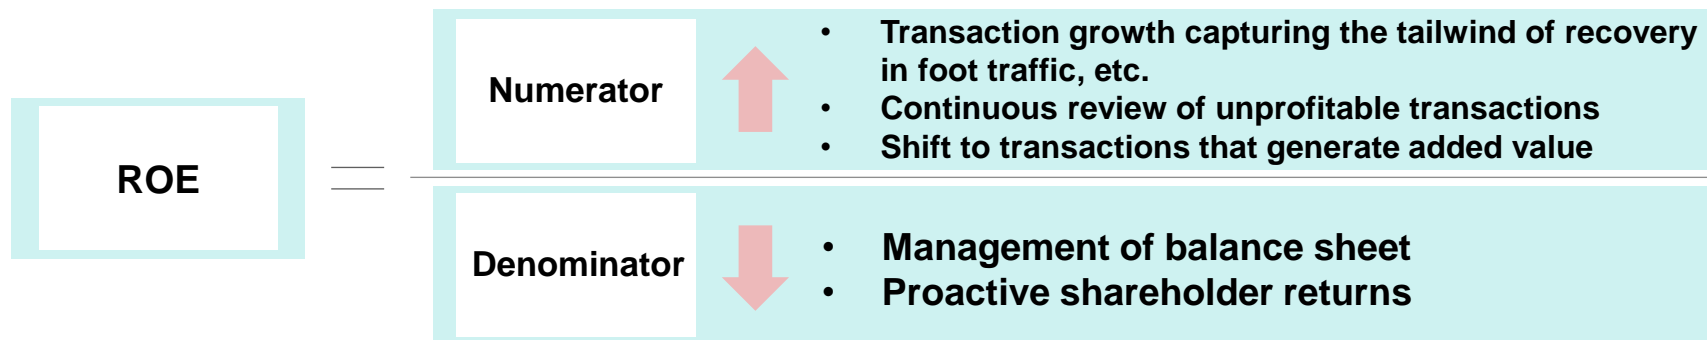 ROE
Numerator
• Transaction growth capturing the tailwind of recovery
in foot traffic, etc.
• Continuous review of unprofitable transactions
• Shift to transactions that generate added value
Denominator
• Management of balance sheet
• Proactive shareholder returns